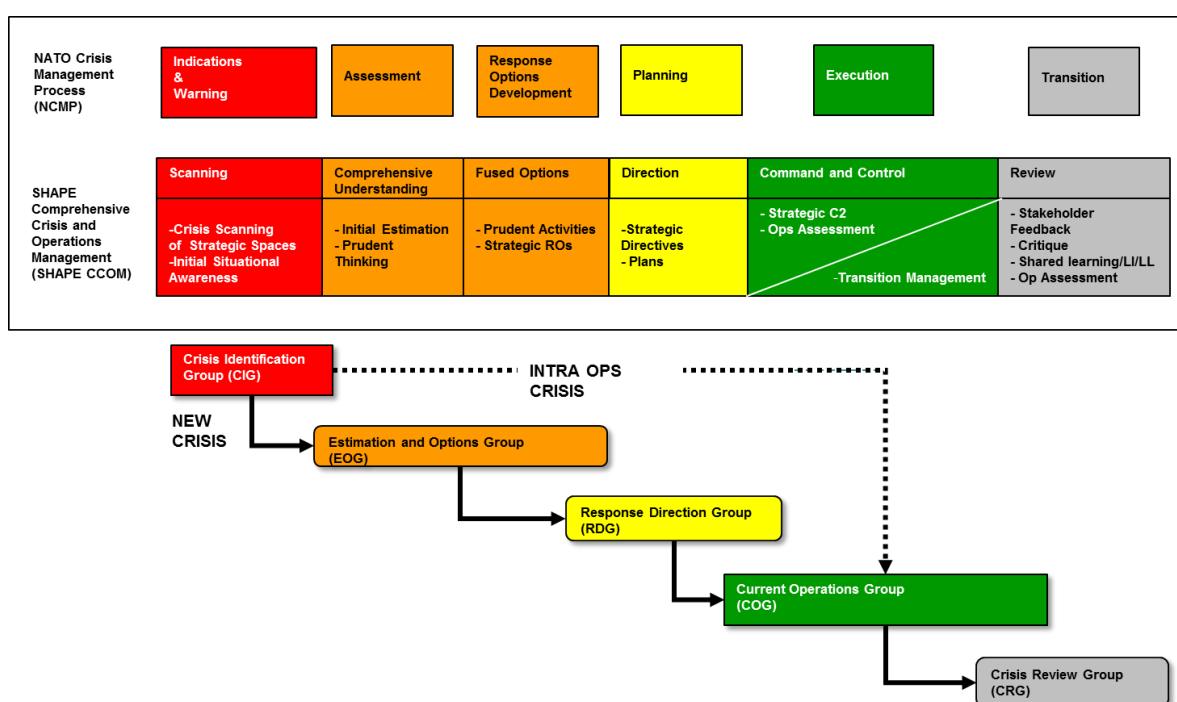 NATO Crisis
Management
Process
(NCMP)
Indications
&
Warning
Assessment
Response
Options
Development
Planning
Execution
Transition
SHAPE
Comprehensive
Crisis and
Operations
Management
(SHAPE CCOM)
Scanning
-Crisis Scanning
of Strategic Spaces
-Initial Situational
Awareness
Comprehensive
Understanding
- Initial Estimation
- Prudent
Thinking
Fused Options
- Prudent Activities
- Strategic ROs
Direction
-Strategic
Directives
- Plans
Command and Control
- Strategic C2
- Ops Assessment
-Transition Management
Review
- Stakeholder
Feedback
- Critique
- Shared learning/LI/LL
- Op Assessment
Crisis Identification
Group (CIG)
INTRA OPS
CRISIS
NEW
CRISIS
Estimation and Options Group
(EOG)
Response Direction Group
(RDG)
Current Operations Group
(COG)
Crisis Review Group
(CRG)